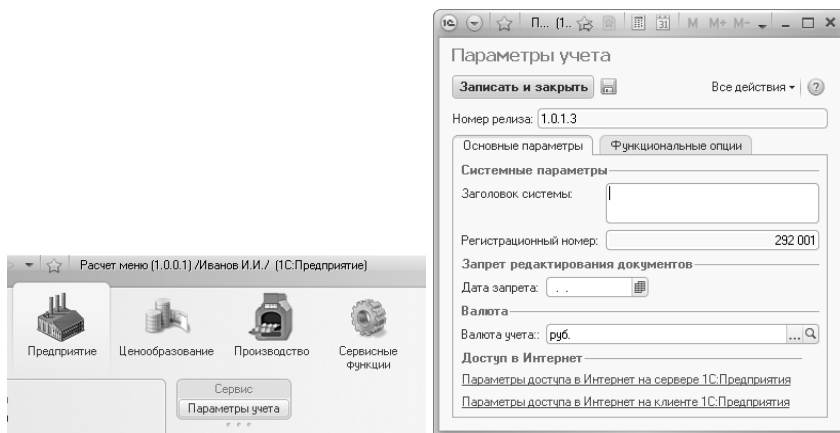 Расчет меню (1.0.0.1) /Иванов И.И./ (1С:Предприятие)
Предприятие
Ценообразование
Производство
Сервисные функции
Сервис
Параметры учета
П... (1.. 31 M M+ M-
Параметры учета
Записать и закрыть
Все действия
?
Номер релиза: 1.0.1.3
Основные параметры
Функциональные опции
Системные параметры
Заголовок системы:
Регистрационный номер: 292 001
Запрет редактирования документов
Дата запрета: . .
Валюта
Валюта учета:: руб. ...
Доступ в Интернет
Параметры доступа в Интернет на сервере 1С:Предприятия
Параметры доступа в Интернет на клиенте 1С:Предприятия